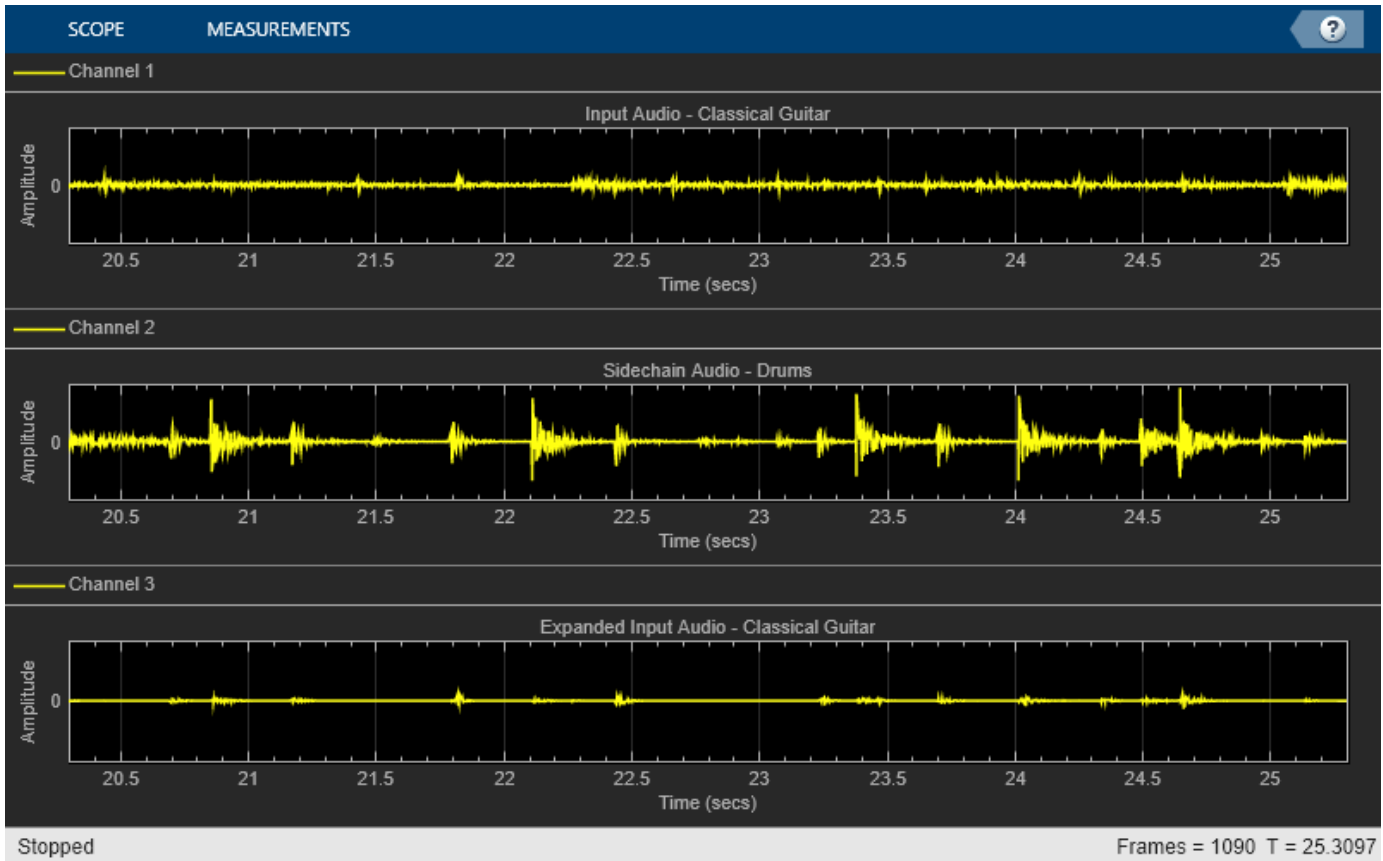 SCOPE MEASUREMENTS ?
Channel 1
Input Audio - Classical Guitar
Amplitude
0
20.5 21 21.5 22 22.5 23 23.5 24 24.5 25
Time (secs)
Channel 2
Sidechain Audio - Drums
Amplitude
0
20.5 21 21.5 22 22.5 23 23.5 24 24.5 25
Time (secs)
Channel 3
Expanded Input Audio - Classical Guitar
Amplitude
0
20.5 21 21.5 22 22.5 23 23.5 24 24.5 25
Time (secs)
Stopped Frames = 1090 T = 25.3097